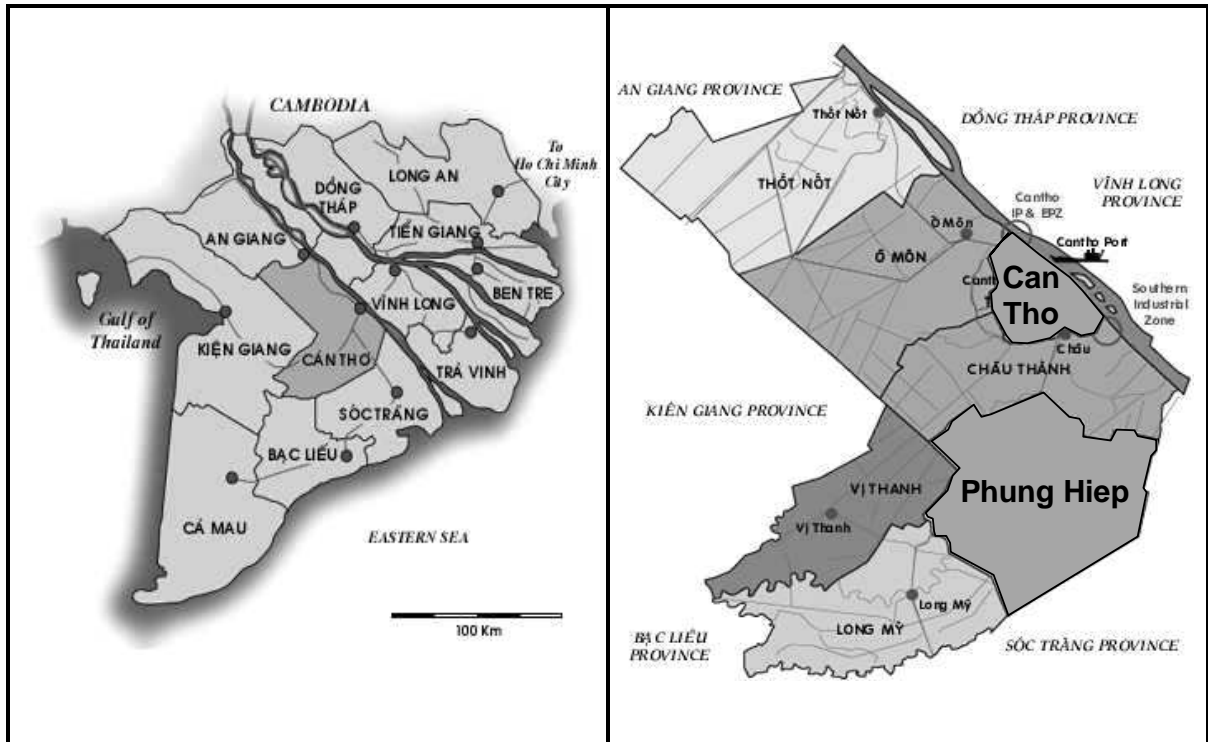 CAMBODIA
To
Ho Chi Minh
City
LONG AN
DỒNG
THÁP
TIỀN GIANG
AN GIANG
BEN TRE
VĨNH LONG
Gulf of
Thailand
KIỆN GIANG
CẦN THƠ
TRÀ VINH
SÓC TRĂNG
BẠC LIÊU
CÁ MAU
EASTERN SEA
100 Km
AN GIANG PROVINCE
Thốt Nốt
DỒNG THÁP PROVINCE
THỐT NỐT
VĨNH LONG
PROVINCE
Cantho
IP & EPZ
Ô Môn
Cantho Port
Ô MÔN
Can
Tho
Southern
Industrial
Zone
Châu
CHÂU THÀNH
KIÊN GIANG PROVINCE
Phung Hiep
VỊ THANH
Vị Thanh
Long Mỹ
LONG MỸ
BẠC LIÊU
PROVINCE
SÓC TRĂNG PROVINCE